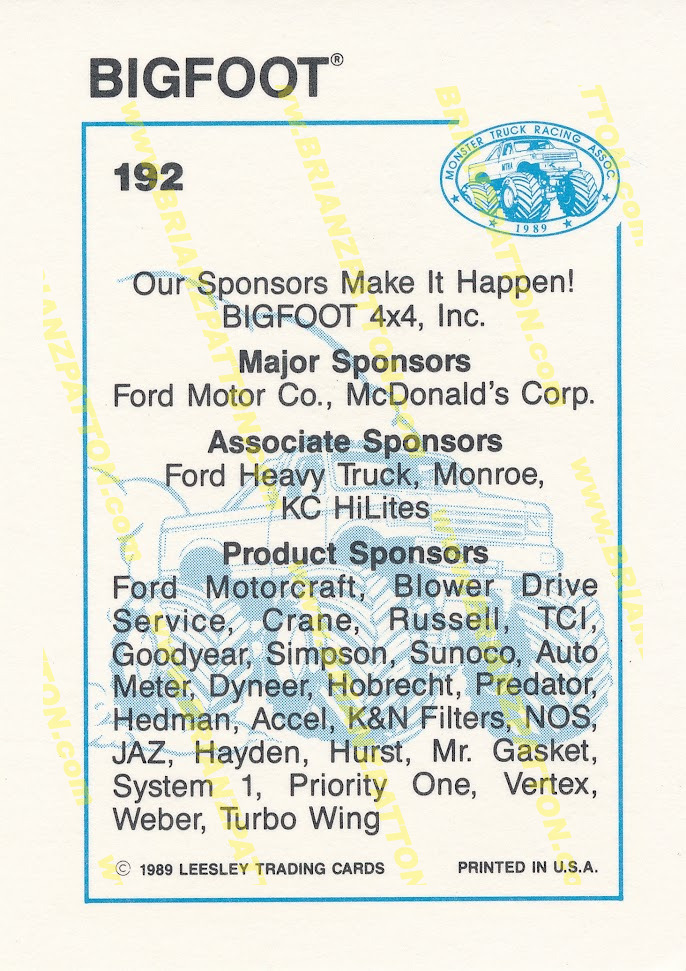 BIGFOOT®
192
MONSTER TRUCK RACING ASSOC.
MTRA
1989
Our Sponsors Make It Happen!
BIGFOOT 4x4, Inc.
Major Sponsors
Ford Motor Co., McDonald's Corp.
Associate Sponsors
Ford Heavy Truck, Monroe,
KC HiLites
Product Sponsors
Ford Motorcraft, Blower Drive
Service, Crane, Russell, TCI,
Goodyear, Simpson, Sunoco, Auto
Meter, Dyneer, Hobrecht, Predator,
Hedman, Accel, K&N Filters, NOS,
JAZ, Hayden, Hurst, Mr. Gasket,
System 1, Priority One, Vertex,
Weber, Turbo Wing
© 1989 LEESLEY TRADING CARDS PRINTED IN U.S.A.
www.BRIANZPATTON.com